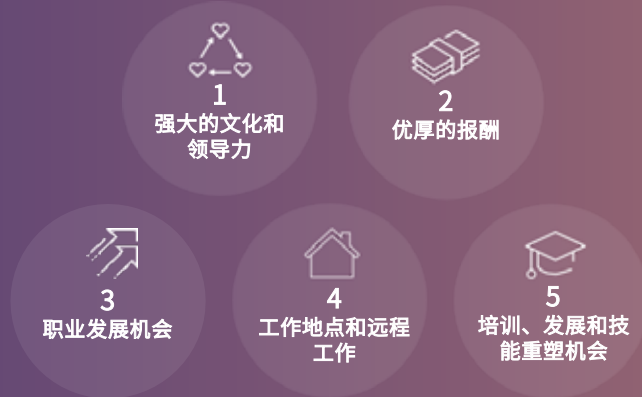 1
强大的文化和
领导力
2
优厚的报酬
3
职业发展机会
4
工作地点和远程
工作
5
培训、发展和技
能重塑机会